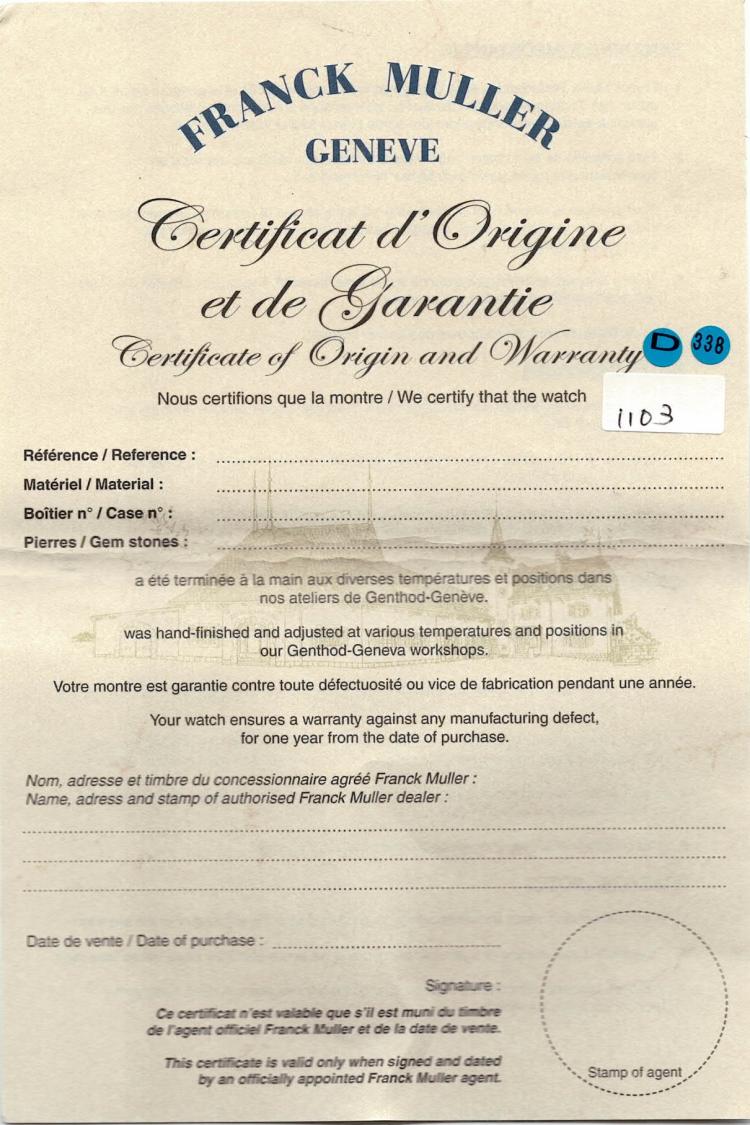 FRANCK MULLER
GENEVE
Certificat d'Origine
et de Garantie
Certificate of Origin and Warranty
D
338
Nous certifions que la montre / We certify that the watch
1103
Référence / Reference :
Matériel / Material :
Boîtier n° / Case n° :
Pierres / Gem stones :
a été terminée à la main aux diverses températures et positions dans
nos ateliers de Genthod-Genève.
was hand-finished and adjusted at various temperatures and positions in
our Genthod-Geneva workshops.
Votre montre est garantie contre toute défectuosité ou vice de fabrication pendant une année.
Your watch ensures a warranty against any manufacturing defect,
for one year from the date of purchase.
Nom, adresse et timbre du concessionnaire agréé Franck Muller :
Name, adress and stamp of authorised Franck Muller dealer :
Date de vente / Date of purchase :
Signature :
Ce certificat n'est valable que s'il est muni du timbre
de l'agent officiel Franck Muller et de la date de vente.
This certificate is valid only when signed and dated
by an officially appointed Franck Muller agent.
Stamp of agent